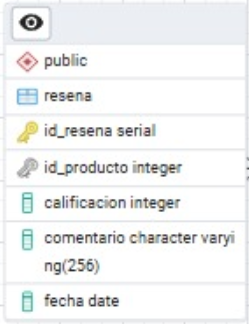 public
resena
id_resena serial
id_producto integer
calificacion integer
comentario character varyi
ng(256)
fecha date